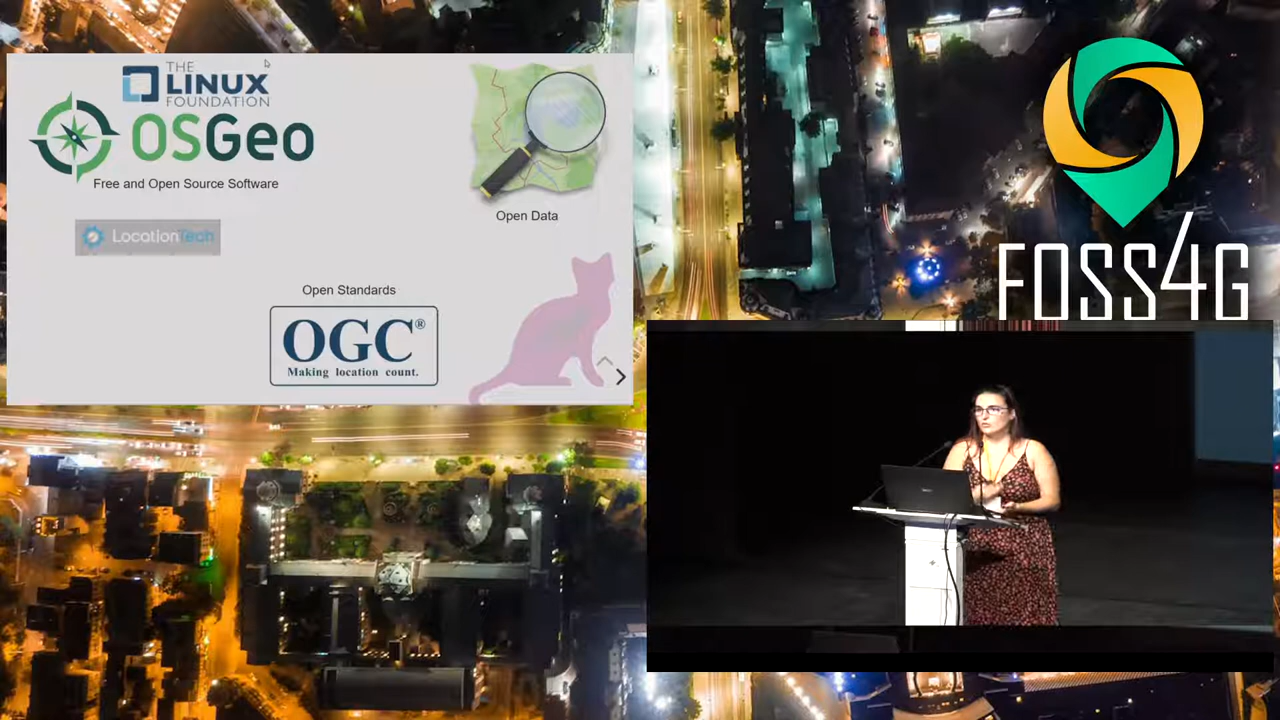 THE
LINUX
FOUNDATION
OSGeo
Free and Open Source Software
LocationTech
Open Data
Open Standards
OGC®
Making location count.
FOSS4G